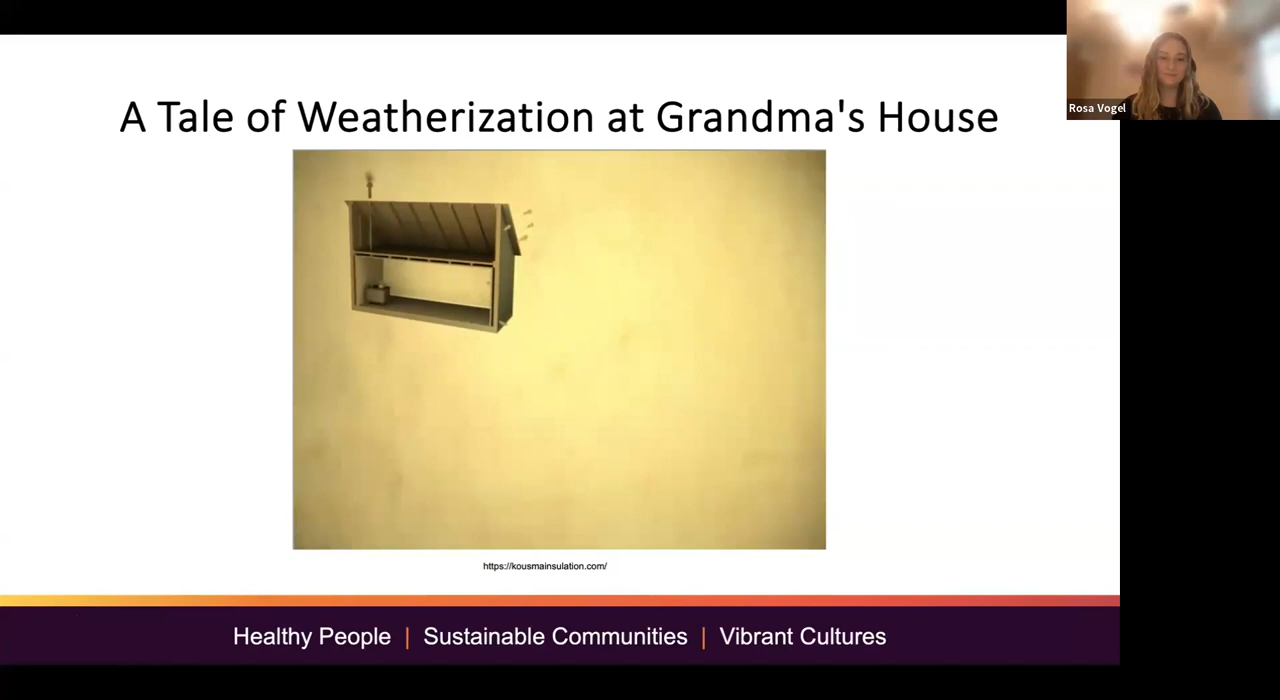 A Tale of Weatherization at Grandma's House
Rosa Vogel
https://kousmainsulation.com/
Healthy People | Sustainable Communities | Vibrant Cultures